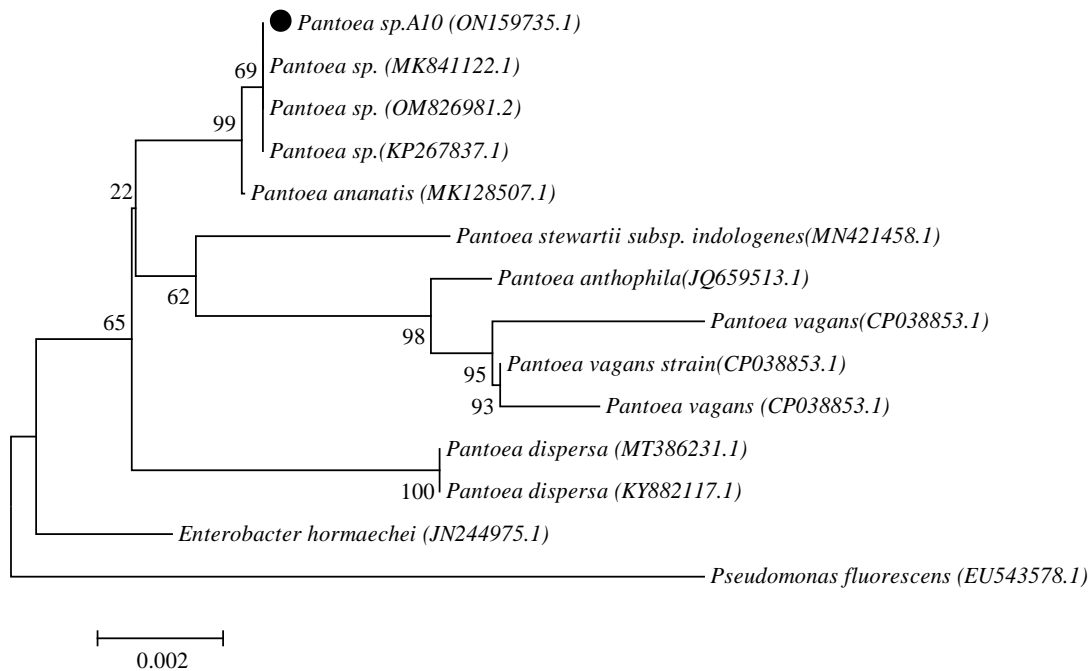 Pantoea sp.A10 (ON159735.1)
69
Pantoea sp. (MK841122.1)
Pantoea sp. (OM826981.2)
99
Pantoea sp.(KP267837.1)
22
Pantoea ananatis (MK128507.1)
Pantoea stewartii subsp. indologenes(MN421458.1)
Pantoea anthophila(JQ659513.1)
62
65
Pantoea vagans(CP038853.1)
98
Pantoea vagans strain(CP038853.1)
95
93
Pantoea vagans (CP038853.1)
Pantoea dispersa (MT386231.1)
100
Pantoea dispersa (KY882117.1)
Enterobacter hormaechei (JN244975.1)
Pseudomonas fluorescens (EU543578.1)
0.002